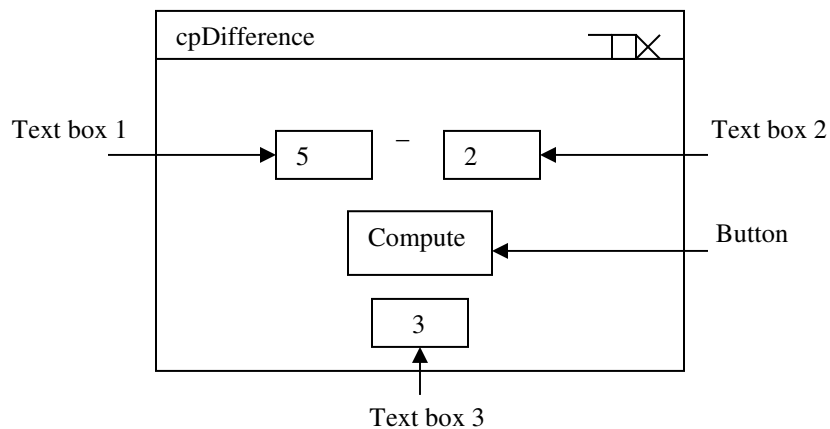 cpDifference
Text box 1
5 – 2
Text box 2
Compute
Button
3
Text box 3